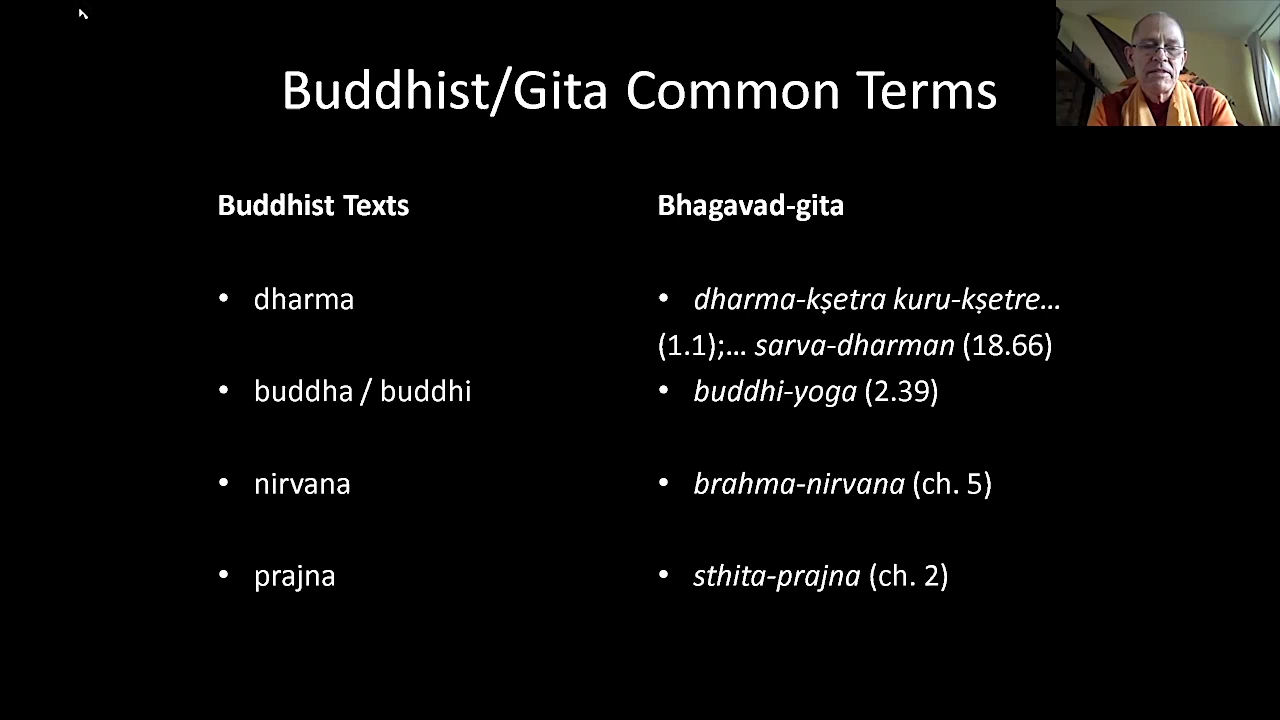 Buddhist/Gita Common Terms
Buddhist Texts
• dharma
• buddha / buddhi
• nirvana
• prajna
Bhagavad-gita
• dharma-kṣetra kuru-kṣetre...
(1.1);... sarva-dharman (18.66)
• buddhi-yoga (2.39)
• brahma-nirvana (ch. 5)
• sthita-prajna (ch. 2)